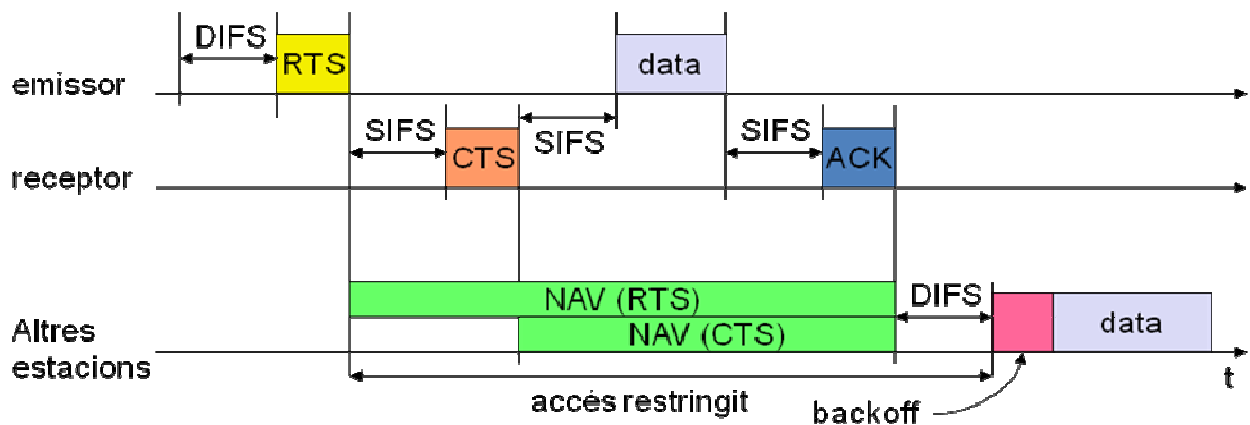 DIFS
RTS
data
emissor
SIFS
CTS
SIFS
SIFS
ACK
receptor
NAV (RTS)
DIFS
NAV (CTS)
data
Altres
estacions
t
accés restringit
backoff